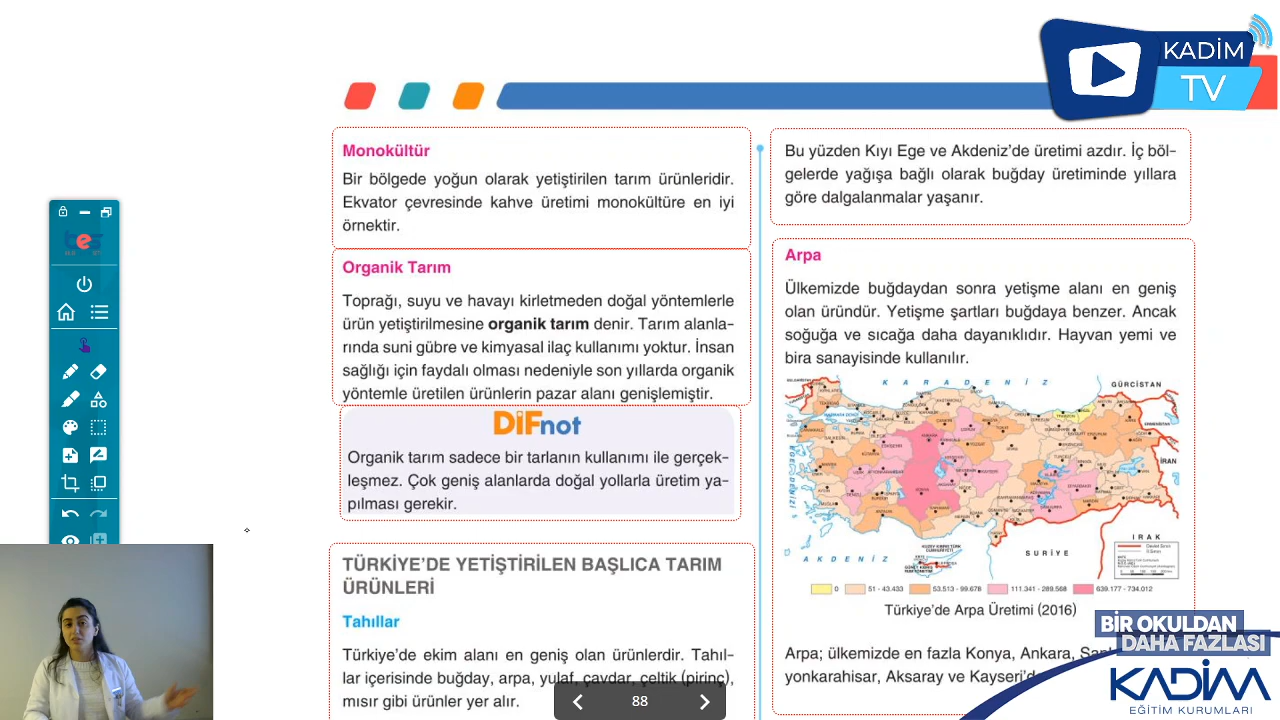 KADİM
TV
Monokültür
Bir bölgede yoğun olarak yetiştirilen tarım ürünleridir.
Ekvator çevresinde kahve üretimi monokültüre en iyi
örnektir.
Organik Tarım
Toprağı, suyu ve havayı kirletmeden doğal yöntemlerle
ürün yetiştirilmesine organik tarım denir. Tarım alanla-
rında suni gübre ve kimyasal ilaç kullanımı yoktur. İnsan
sağlığı için faydalı olması nedeniyle son yıllarda organik
yöntemle üretilen ürünlerin pazar alanı genişlemiştir.
DİFnot
Organik tarım sadece bir tarlanın kullanımı ile gerçek-
leşmez. Çok geniş alanlarda doğal yollarla üretim ya-
pılması gerekir.
TÜRKİYE'DE YETİŞTİRİLEN BAŞLICA TARIM
ÜRÜNLERİ
Tahıllar
Türkiye'de ekim alanı en geniş olan ürünlerdir. Tahıl-
lar içerisinde buğday, arpa, yulaf, çavdar, çeltik (pirinç),
mısır gibi ürünler yer alır.
Bu yüzden Kıyı Ege ve Akdeniz'de üretimi azdır. İç böl-
gelerde yağışa bağlı olarak buğday üretiminde yıllara
göre dalgalanmalar yaşanır.
Arpa
Ülkemizde buğdaydan sonra yetişme alanı en geniş
olan üründür. Yetişme şartları buğdaya benzer. Ancak
soğuğa ve sıcağa daha dayanıklıdır. Hayvan yemi ve
bira sanayisinde kullanılır.
KARADENİZ
GÜRCİSTAN
İRAN
IRAK
SURİYE
AKDENİZ
0
51 - 43.433
53.513 - 99.678
111.341 - 289.568
639.177 - 734.012
Türkiye'de Arpa Üretimi (2016)
Arpa; ülkemizde en fazla Konya, Ankara,
yonkarahisar, Aksaray ve Kayseri'd
88
BİR OKULDAN
DAHA FAZLASI
KADİM
EĞİTİM KURUMLARI